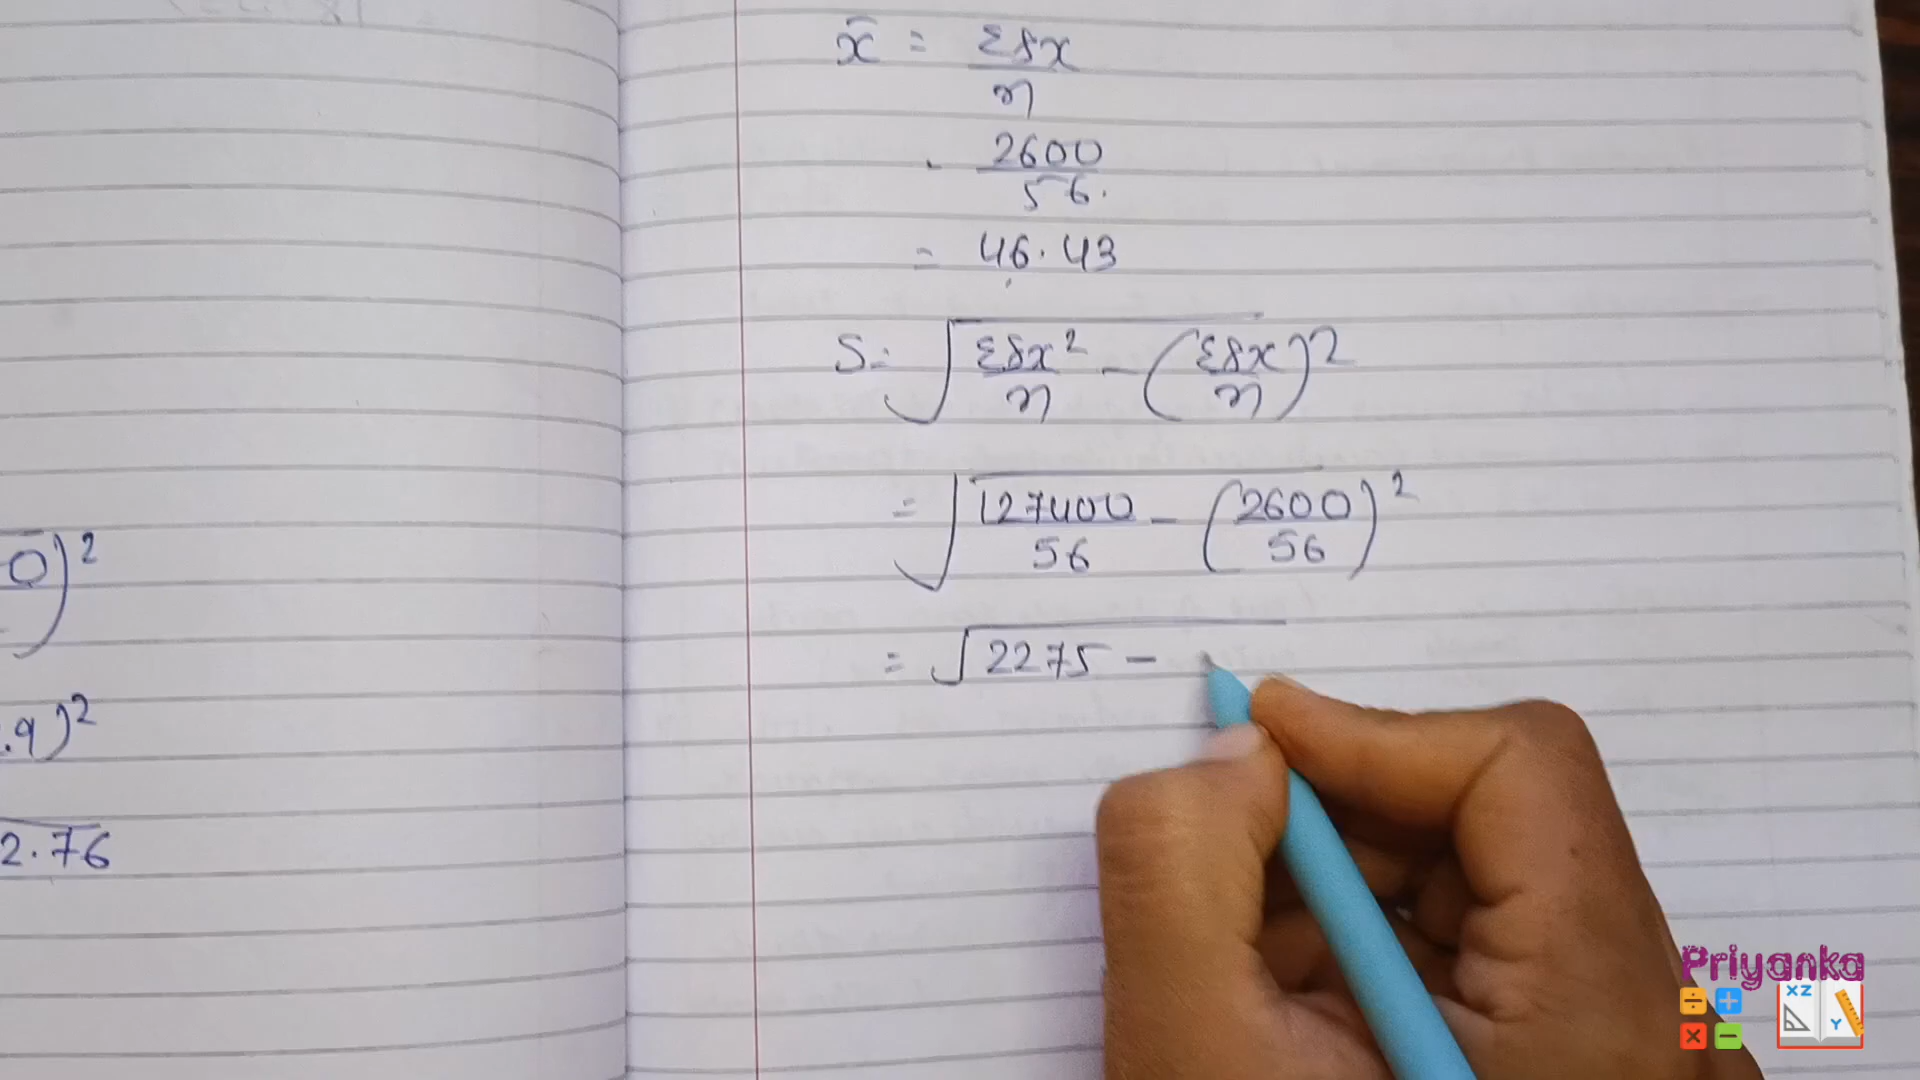 0)²
.9)²
2.76
x̄ = Σfx/n
= 2600/56.
= 46.43
S = √(Σfx²/n - (Σfx/n)²)
= √(127400/56 - (2600/56)²)
= √(2275 -
Priyanka
XZ
Y